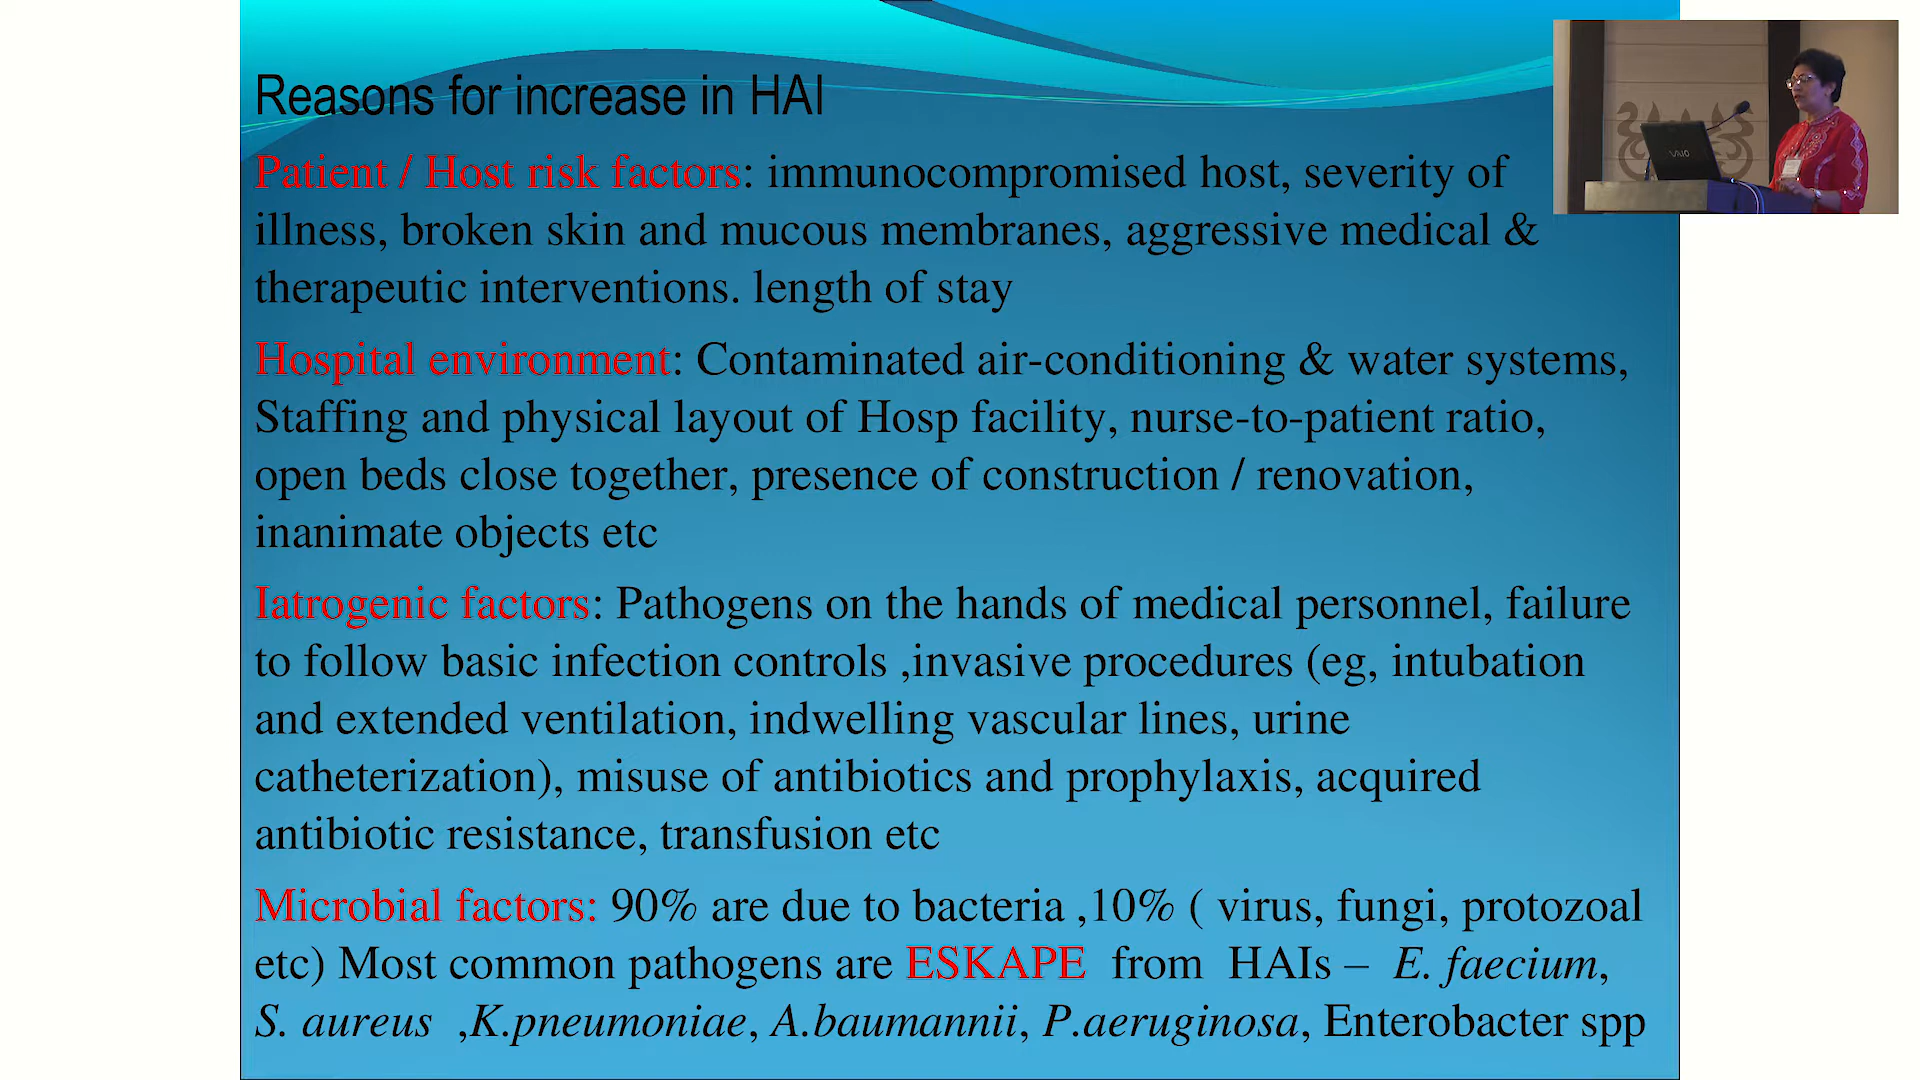 Reasons for increase in HAI
Patient / Host risk factors: immunocompromised host, severity of
illness, broken skin and mucous membranes, aggressive medical &
therapeutic interventions. length of stay
Hospital environment: Contaminated air-conditioning & water systems,
Staffing and physical layout of Hosp facility, nurse-to-patient ratio,
open beds close together, presence of construction / renovation,
inanimate objects etc
Iatrogenic factors: Pathogens on the hands of medical personnel, failure
to follow basic infection controls ,invasive procedures (eg, intubation
and extended ventilation, indwelling vascular lines, urine
catheterization), misuse of antibiotics and prophylaxis, acquired
antibiotic resistance, transfusion etc
Microbial factors: 90% are due to bacteria ,10% ( virus, fungi, protozoal
etc) Most common pathogens are ESKAPE from HAIs – E. faecium,
S. aureus ,K.pneumoniae, A.baumannii, P.aeruginosa, Enterobacter spp
VAIO